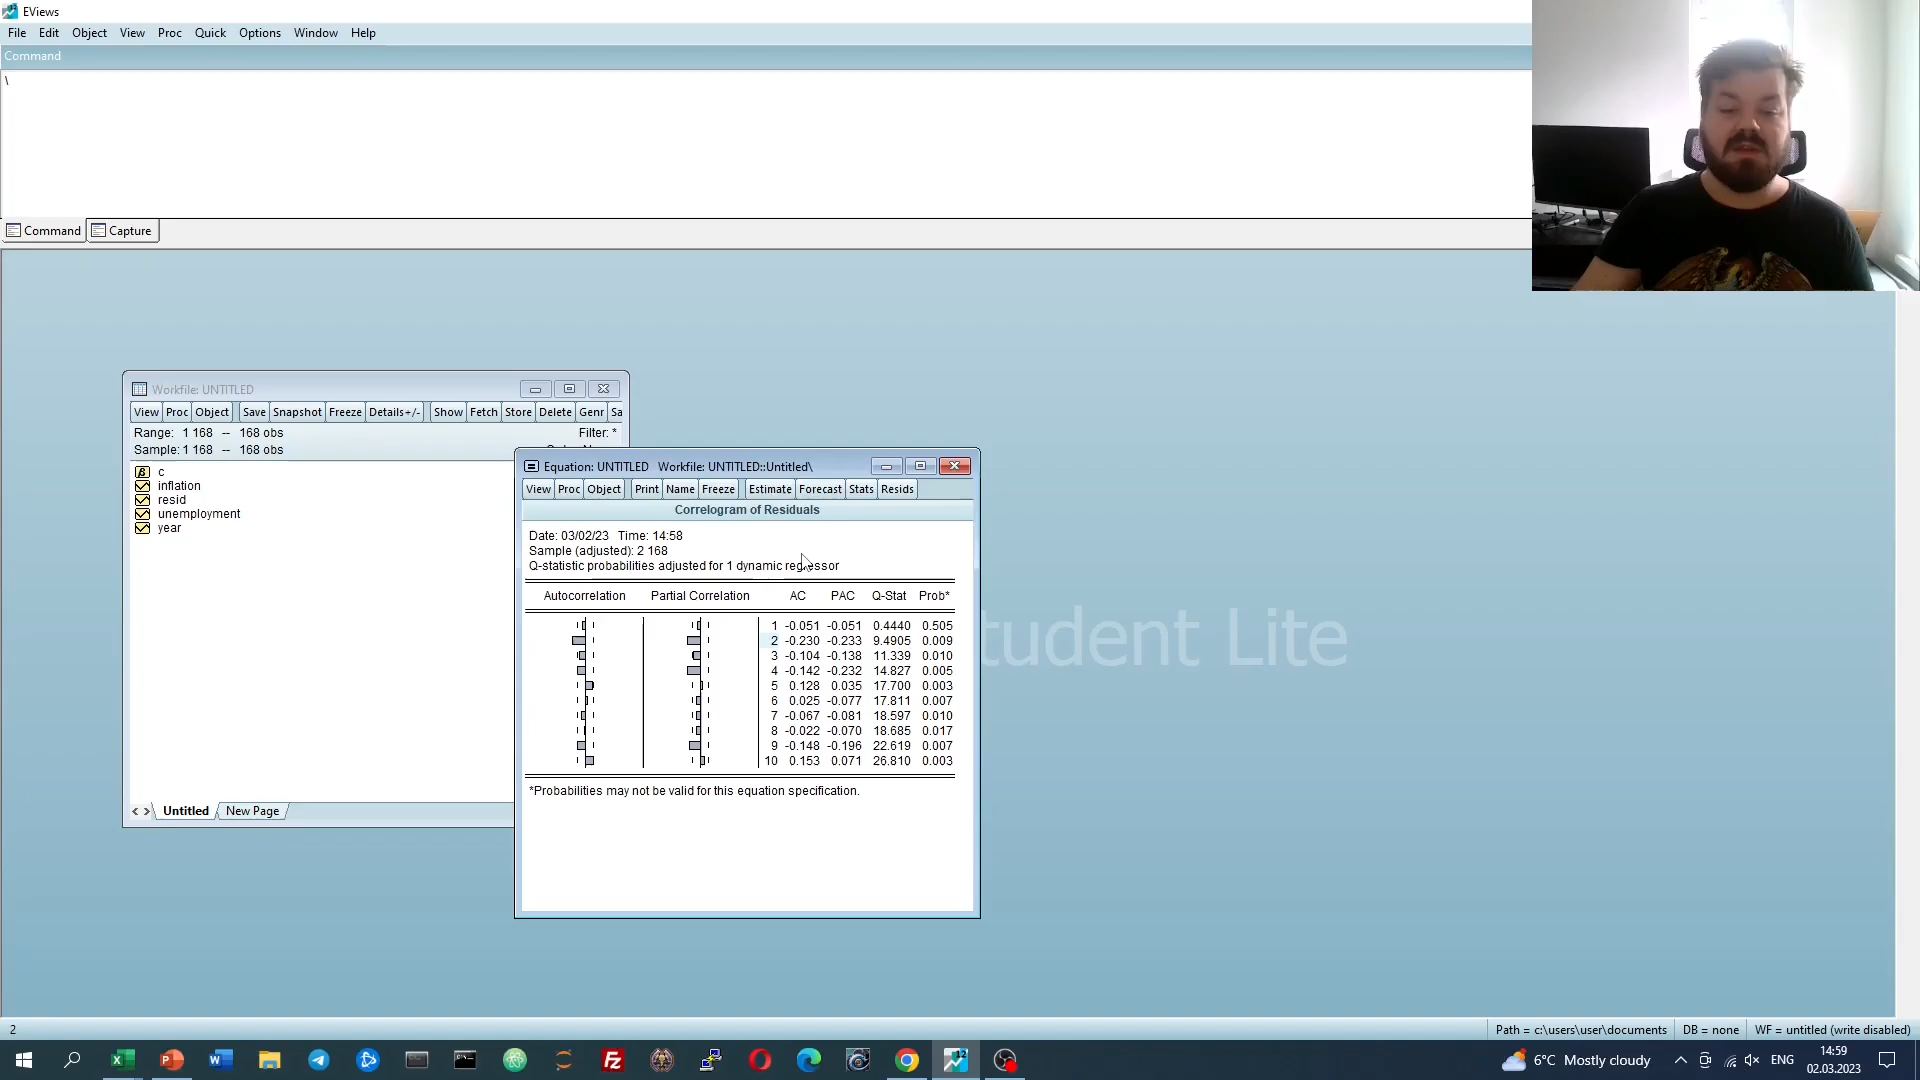 EViews
File Edit Object View Proc Quick Options Window Help
Command
\
Command Capture
Workfile: UNTITLED
View Proc Object Save Snapshot Freeze Details+/- Show Fetch Store Delete Genr Sa
Range: 1 168 -- 168 obs Filter: *
Sample: 1 168 -- 168 obs
c
inflation
resid
unemployment
year
< > Untitled New Page
Equation: UNTITLED Workfile: UNTITLED::Untitled\
View Proc Object Print Name Freeze Estimate Forecast Stats Resids
Correlogram of Residuals
Date: 03/02/23 Time: 14:58
Sample (adjusted): 2 168
Q-statistic probabilities adjusted for 1 dynamic regressor
Autocorrelation Partial Correlation AC PAC Q-Stat Prob*
1 -0.051 -0.051 0.4440 0.505
2 -0.230 -0.233 9.4905 0.009
3 -0.104 -0.138 11.339 0.010
4 -0.142 -0.232 14.827 0.005
5 0.128 0.035 17.700 0.003
6 0.025 -0.077 17.811 0.007
7 -0.067 -0.081 18.597 0.010
8 -0.022 -0.070 18.685 0.017
9 -0.148 -0.196 22.619 0.007
10 0.153 0.071 26.810 0.003
*Probabilities may not be valid for this equation specification.
tudent Lite
2 Path = c:\users\user\documents DB = none WF = untitled (write disabled)
6°C Mostly cloudy ENG 14:59
02.03.2023